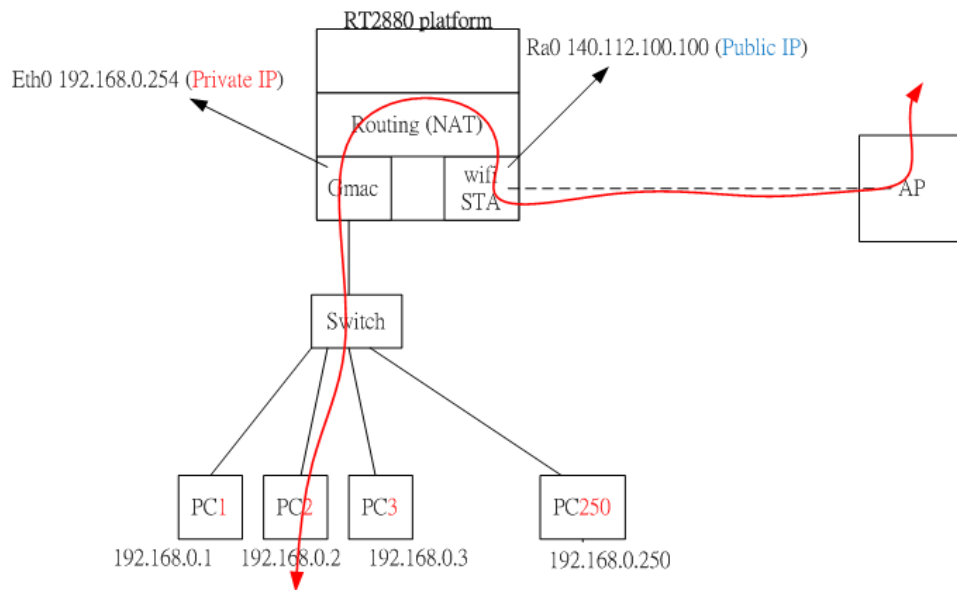 RT2880 platform
Ra0 140.112.100.100 (Public IP)
Eth0 192.168.0.254 (Private IP)
Routing (NAT)
Gmac
wifi
STA
AP
Switch
PC1
PC2
PC3
PC250
192.168.0.1
192.168.0.2
192.168.0.3
192.168.0.250